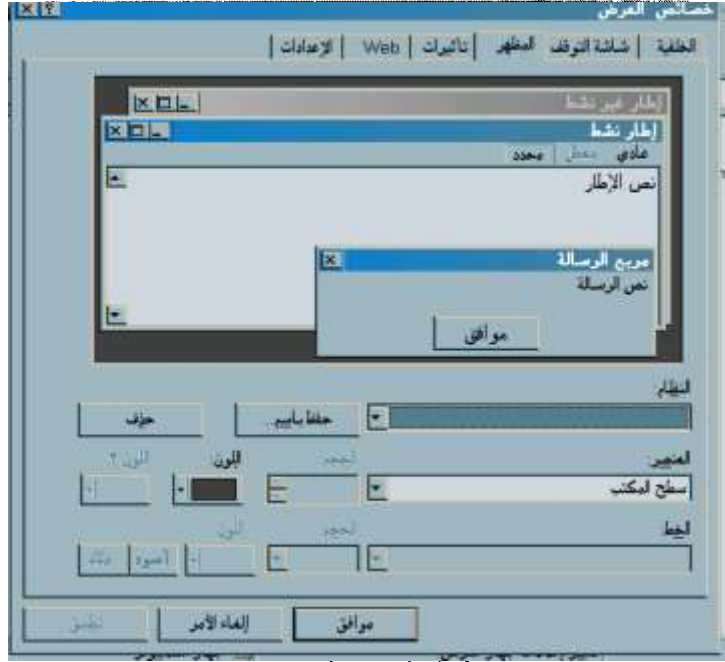 خصائص العرض
الخلفية شاشة التوقف المظهر تأثيرات Web الإعدادات
إطار غير نشط
إطار نشط
عادي معطل محدد
نص الإطار
مربع الرسالة
نص الرسالة
موافق
النظام:
حفظ باسم... حذف
العنصر: الحجم: اللون: اللون ٢:
سطح المكتب
الخط: الحجم: اللون:
أسود
موافق إلغاء الأمر تطبيق